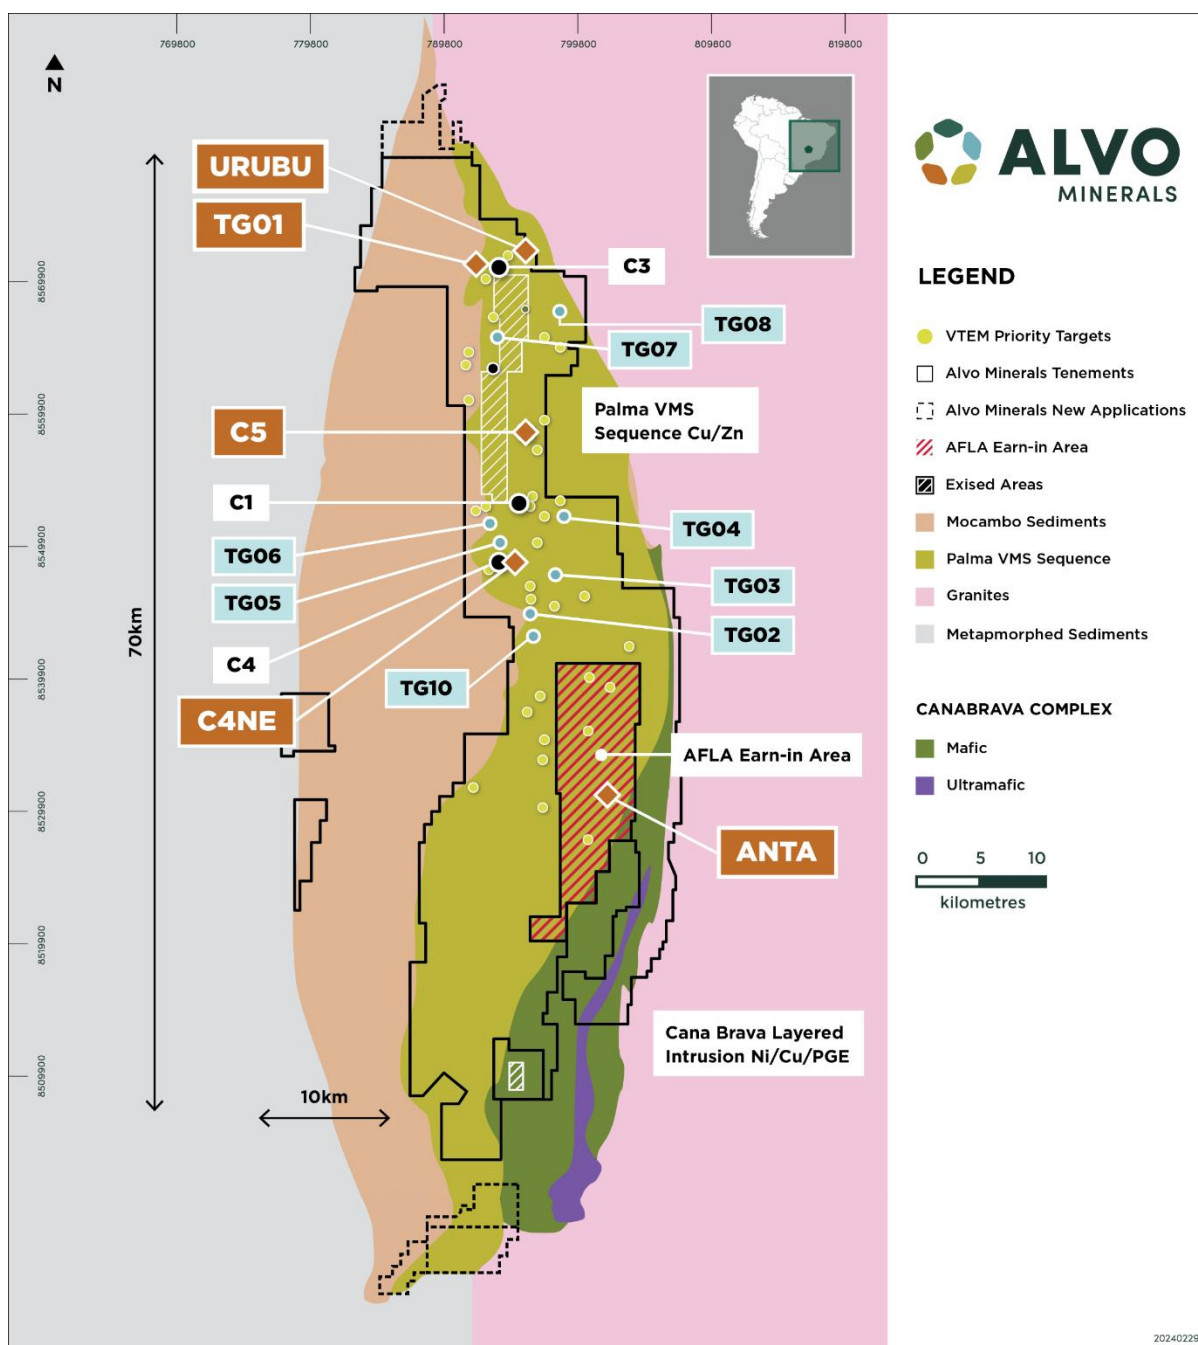 769800
779800
789800
799800
809800
819800
N
URUBU
TG01
C3
8569900
TG08
TG07
Palma VMS
Sequence Cu/Zn
8559900
C5
C1
TG04
TG06
8549900
TG03
TG05
TG02
70km
C4
TG10
8539900
C4NE
AFLA Earn-in Area
8529900
ANTA
8519900
Cana Brava Layered
Intrusion Ni/Cu/PGE
8509900
10km
ALVO
MINERALS
LEGEND
VTEM Priority Targets
Alvo Minerals Tenements
Alvo Minerals New Applications
AFLA Earn-in Area
Exised Areas
Mocambo Sediments
Palma VMS Sequence
Granites
Metapmorphed Sediments
CANABRAVA COMPLEX
Mafic
Ultramafic
0 5 10
kilometres
20240229